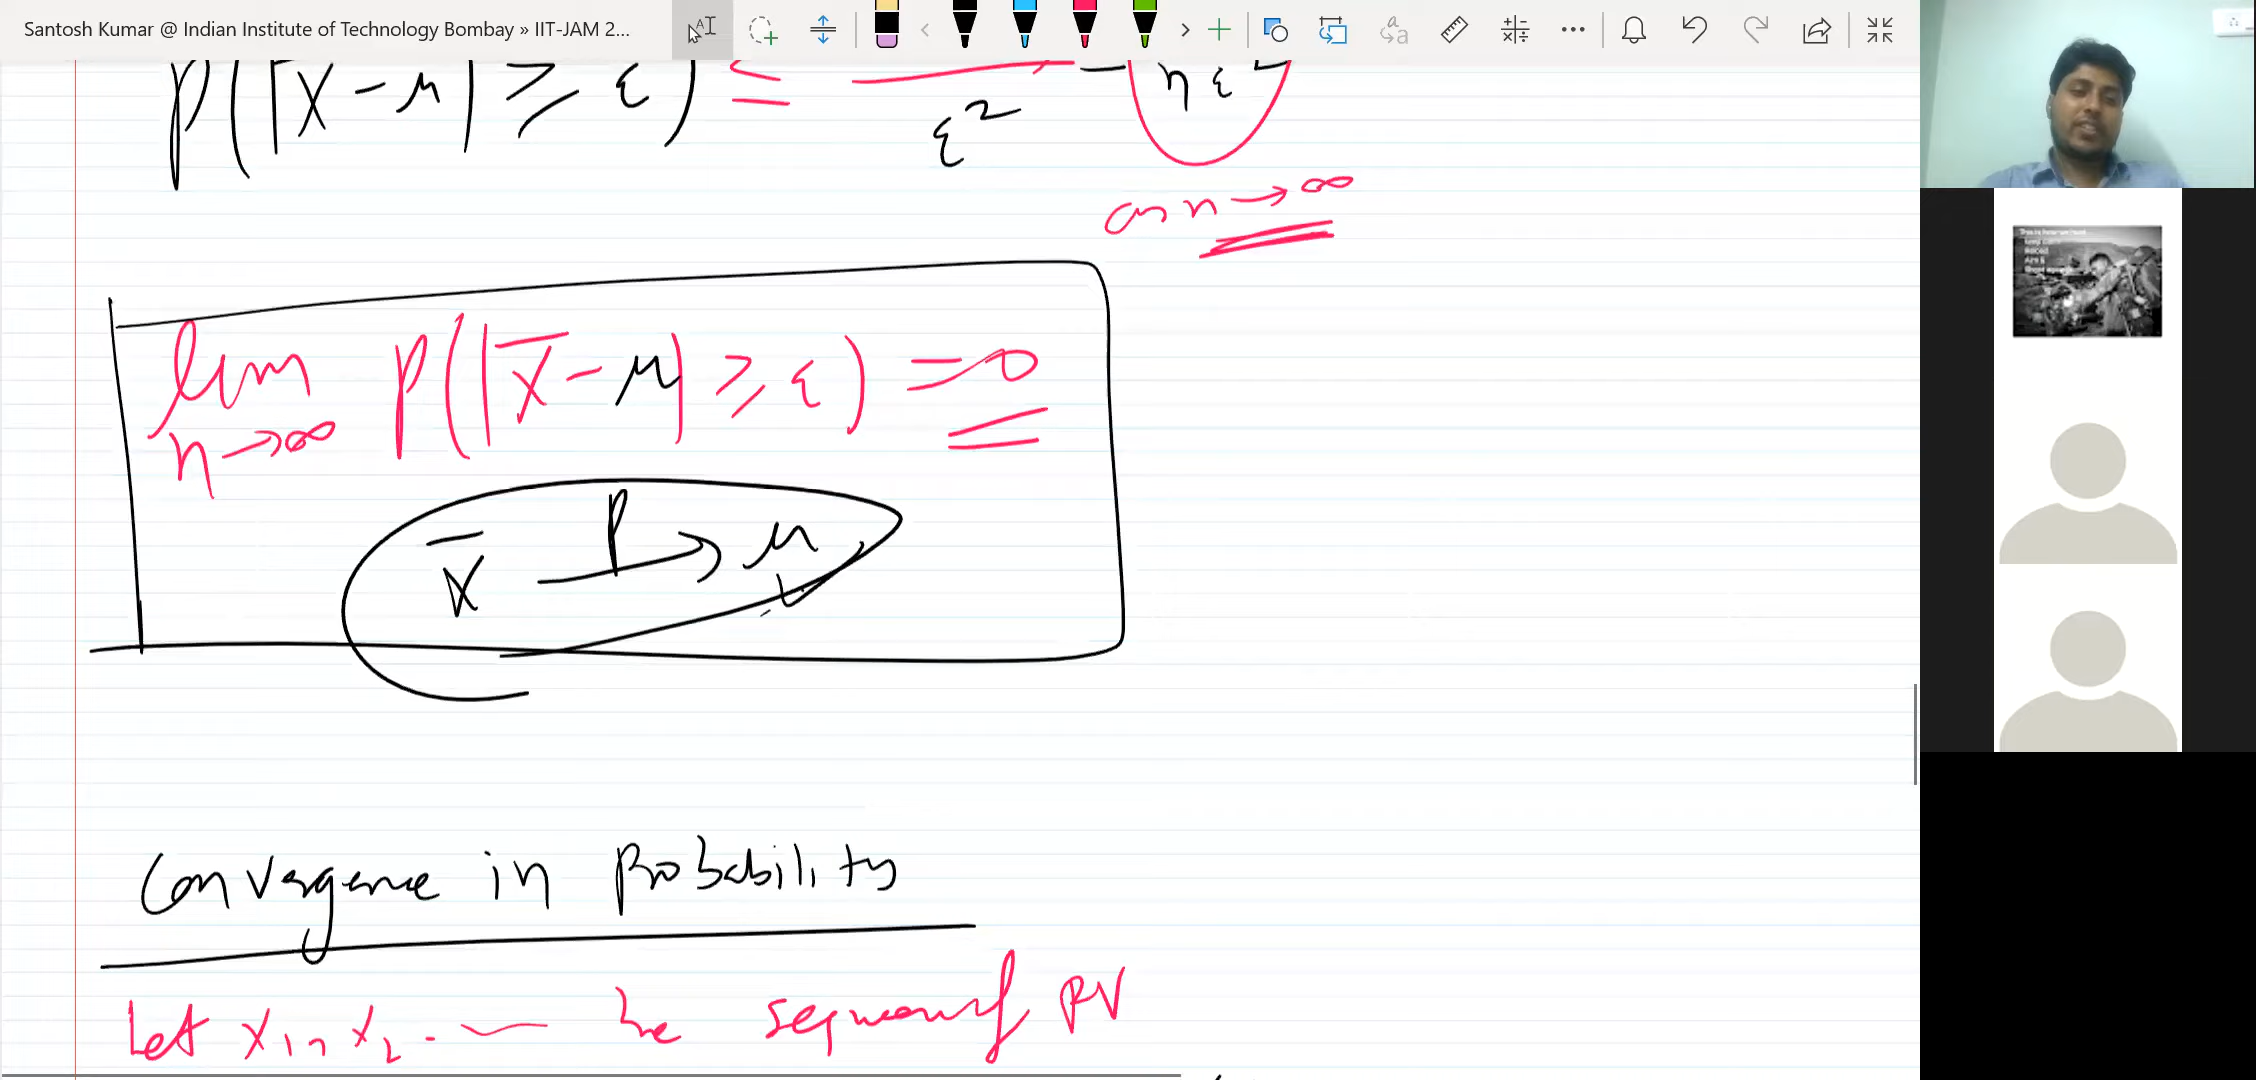 Santosh Kumar @ Indian Institute of Technology Bombay » IIT-JAM 2...
P(|X̅ - μ| ≥ ε) ≤ ε² = nε²
as n → ∞
lim n→∞ P(|X̅ - μ| ≥ ε) = 0
X̅ P→ μ
Convergence in Probability
Let X₁, X₂ . — be sequence of RV